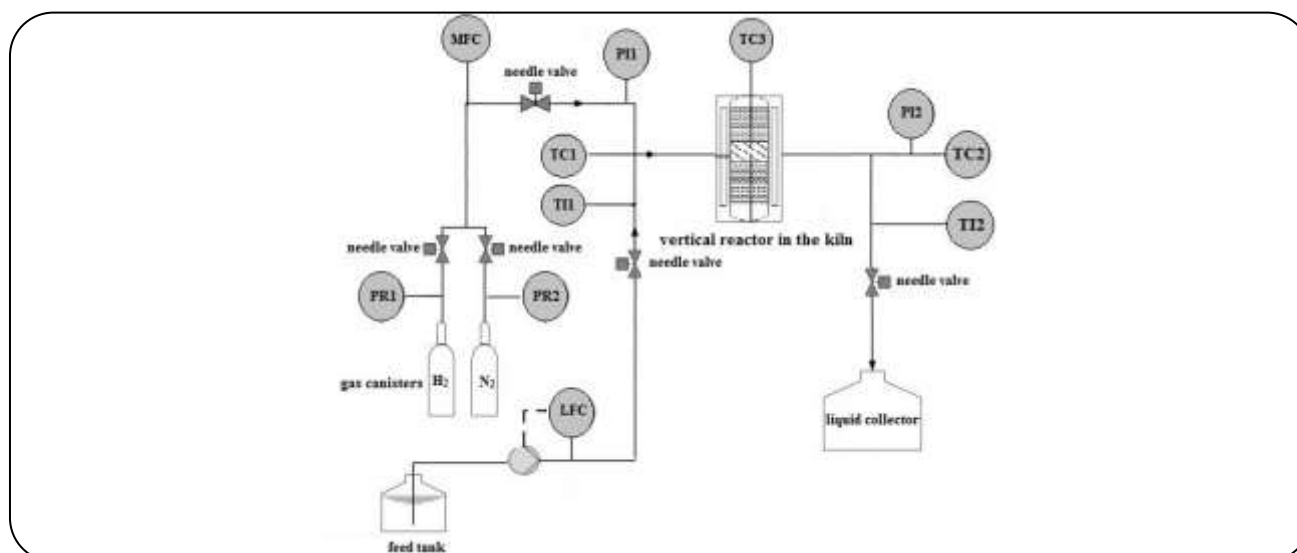 MFC
PI1
TC3
needle valve
PI2
TC1
TC2
TI1
TI2
vertical reactor in the kiln
needle valve
needle valve
needle valve
needle valve
PR1
PR2
gas canisters
H₂
N₂
LFC
liquid collector
feed tank